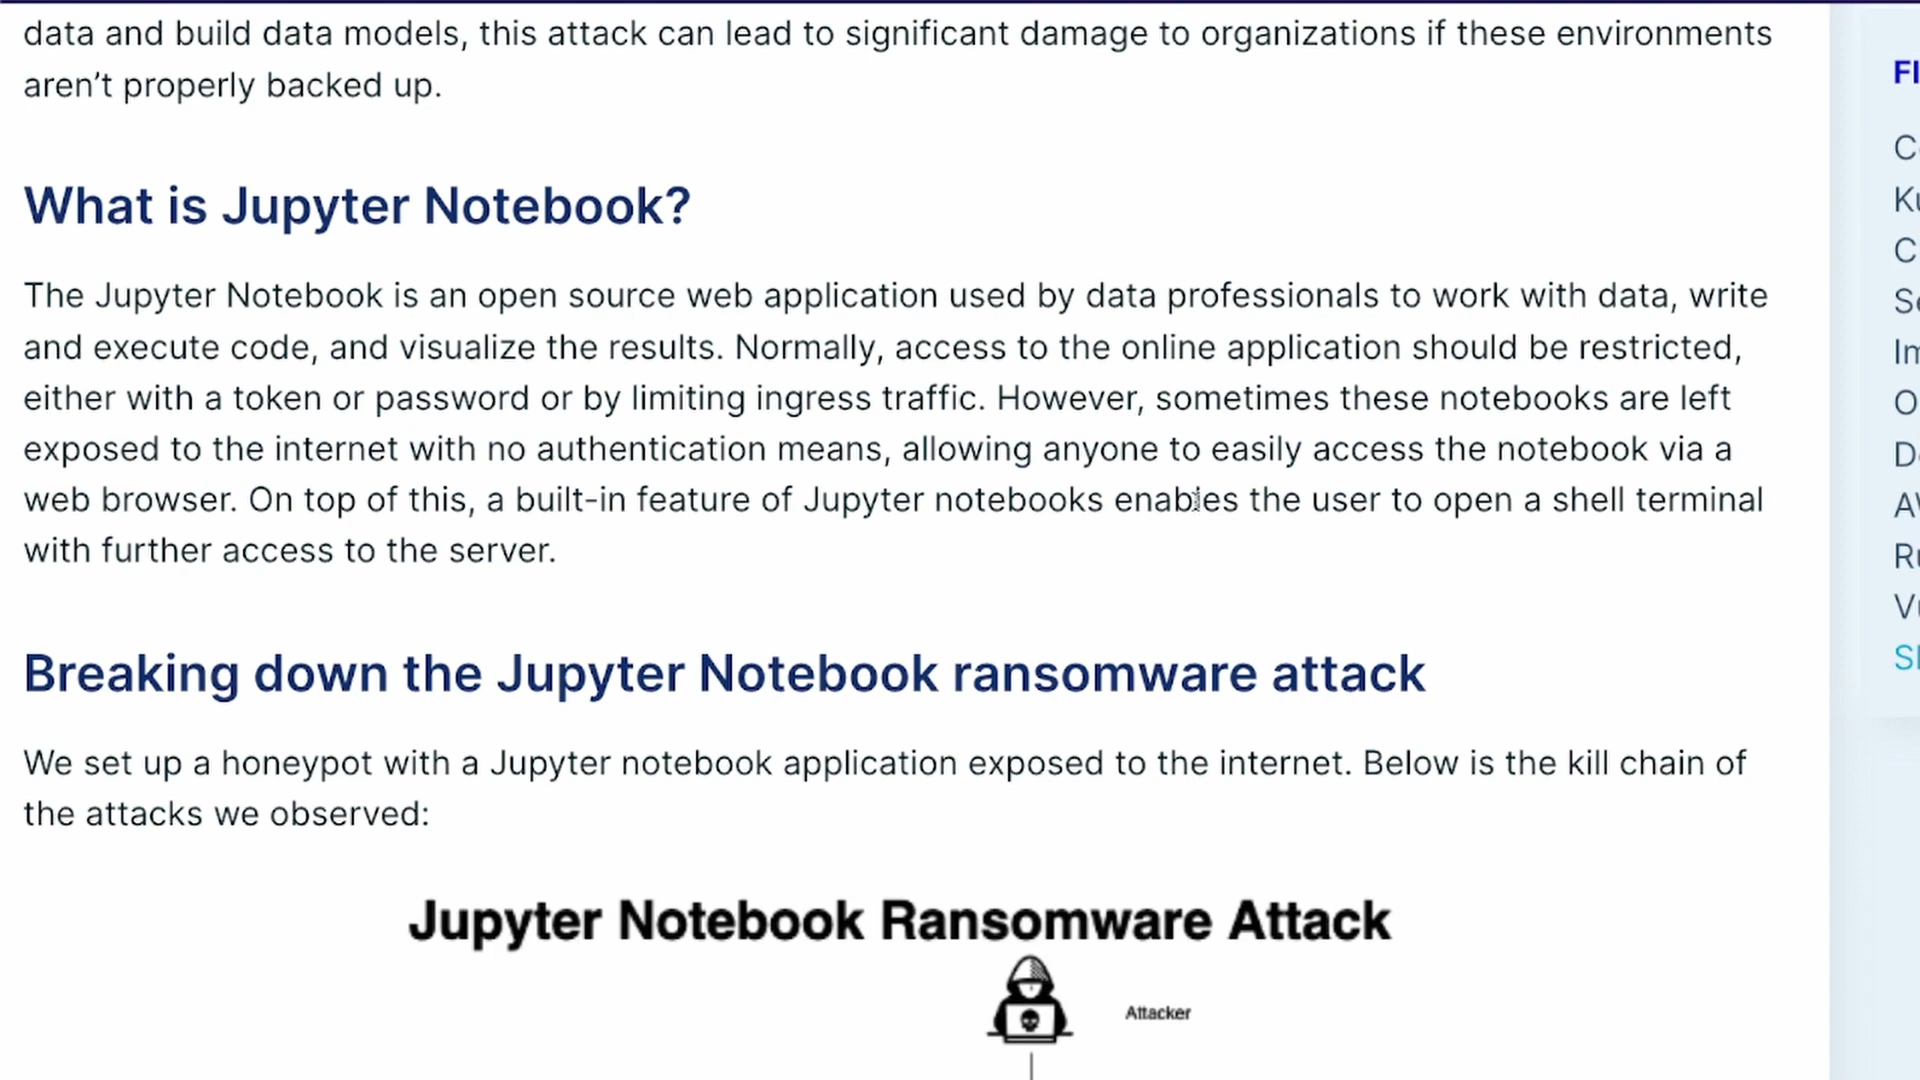 data and build data models, this attack can lead to significant damage to organizations if these environments
aren't properly backed up.
What is Jupyter Notebook?
The Jupyter Notebook is an open source web application used by data professionals to work with data, write
and execute code, and visualize the results. Normally, access to the online application should be restricted,
either with a token or password or by limiting ingress traffic. However, sometimes these notebooks are left
exposed to the internet with no authentication means, allowing anyone to easily access the notebook via a
web browser. On top of this, a built-in feature of Jupyter notebooks enables the user to open a shell terminal
with further access to the server.
Breaking down the Jupyter Notebook ransomware attack
We set up a honeypot with a Jupyter notebook application exposed to the internet. Below is the kill chain of
the attacks we observed:
Jupyter Notebook Ransomware Attack
Attacker